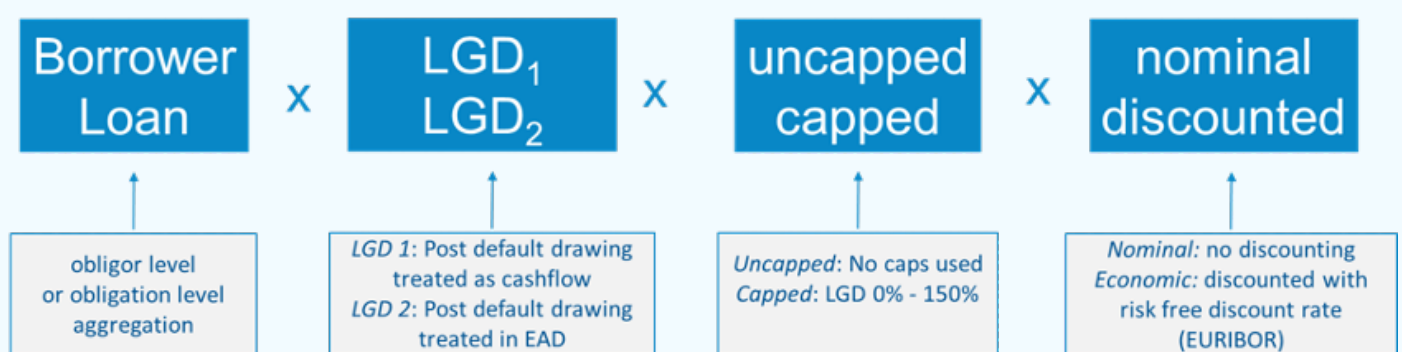 Borrower
Loan
x
LGD₁
LGD₂
x
uncapped
capped
x
nominal
discounted
obligor level
or obligation level
aggregation
LGD 1: Post default drawing
treated as cashflow
LGD 2: Post default drawing
treated in EAD
Uncapped: No caps used
Capped: LGD 0% - 150%
Nominal: no discounting
Economic: discounted with
risk free discount rate
(EURIBOR)